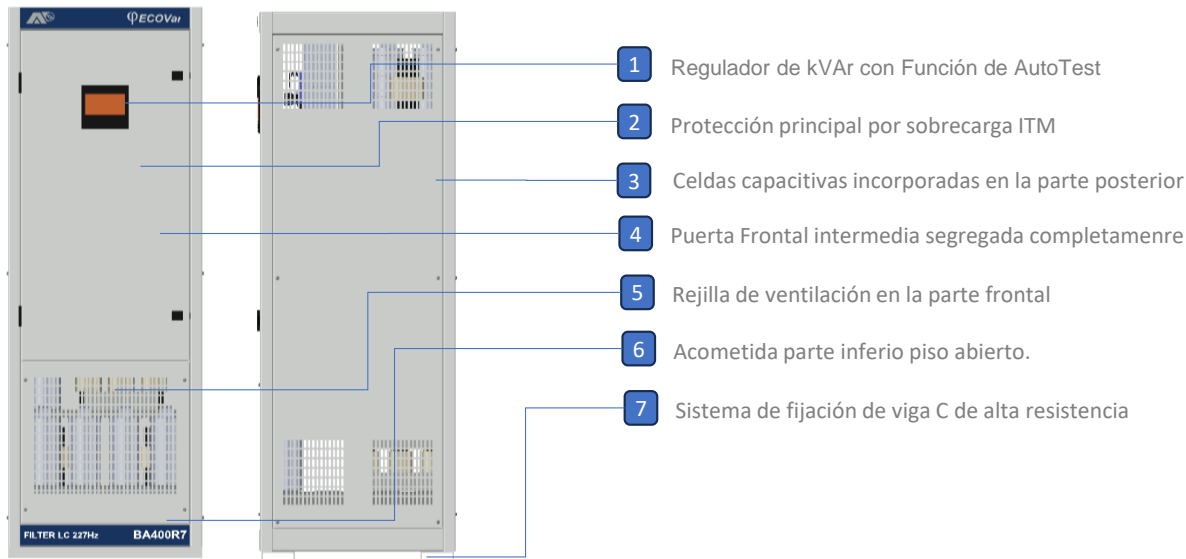 φECOVar
1 Regulador de kVAr con Función de AutoTest
2 Protección principal por sobrecarga ITM
3 Celdas capacitivas incorporadas en la parte posterior
4 Puerta Frontal intermedia segregada completamenre
5 Rejilla de ventilación en la parte frontal
6 Acometida parte inferio piso abierto.
7 Sistema de fijación de viga C de alta resistencia
FILTER LC 227Hz BA400R7